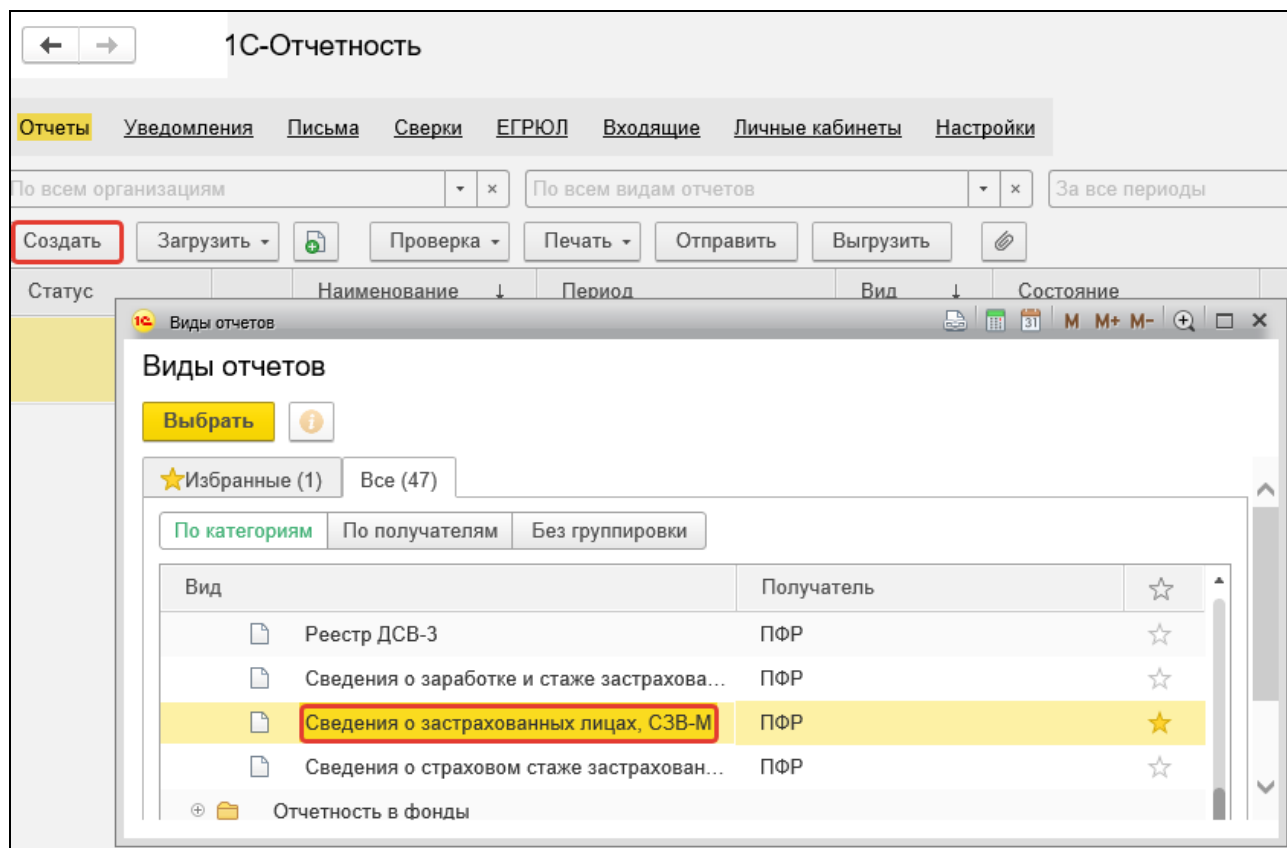 1С-Отчетность
Отчеты Уведомления Письма Сверки ЕГРЮЛ Входящие Личные кабинеты Настройки
По всем организациям По всем видам отчетов За все периоды
Создать Загрузить Проверка Печать Отправить Выгрузить
Статус Наименование ↓ Период Вид ↓ Состояние
1С Виды отчетов 31 M M+ M-
Виды отчетов
Выбрать
Избранные (1) Все (47)
По категориям По получателям Без группировки
Вид Получатель
Реестр ДСВ-3 ПФР
Сведения о заработке и стаже застрахова... ПФР
Сведения о застрахованных лицах, СЗВ-М ПФР
Сведения о страховом стаже застрахован... ПФР
Отчетность в фонды